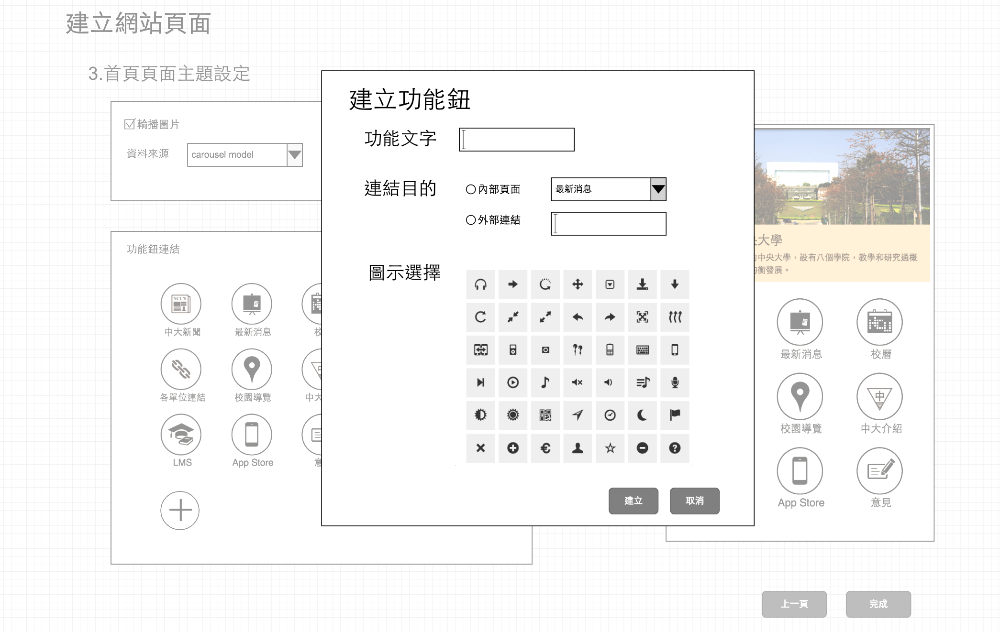 建立網站頁面
3.首頁頁面主題設定
輪播圖片
資料來源
carousel model
功能鈕連結
NCU'S
中大新聞
最新消息
校
各單位連結
校園導覽
中大
LMS
App Store
意
建立功能鈕
功能文字
連結目的
內部頁面
最新消息
外部連結
圖示選擇
建立
取消
大學
中央大學，設有八個學院，教學和研究通概
衡發展。
最新消息
校曆
校園導覽
中
中大介紹
App Store
意見
上一頁
完成